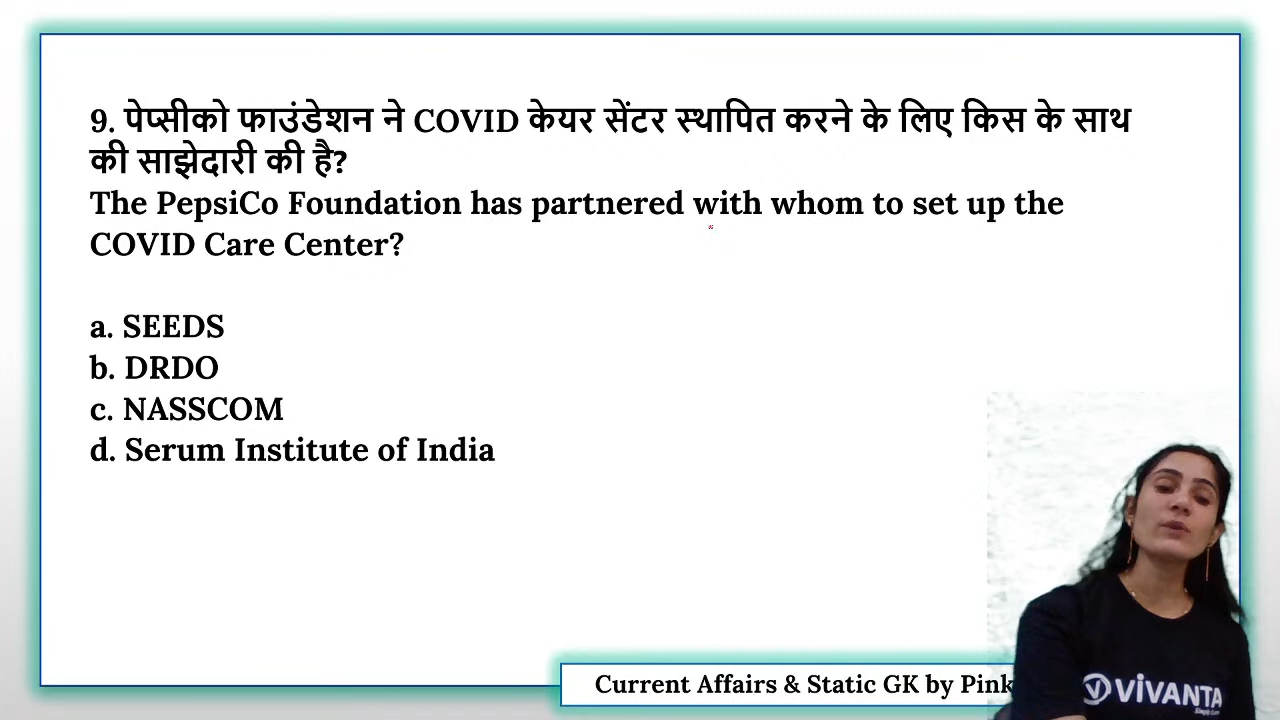 9. पेप्सीको फाउंडेशन ने COVID केयर सेंटर स्थापित करने के लिए किस के साथ
की साझेदारी की है?
The PepsiCo Foundation has partnered with whom to set up the
COVID Care Center?
a. SEEDS
b. DRDO
c. NASSCOM
d. Serum Institute of India
Current Affairs & Static GK by Pink
ViVANTA